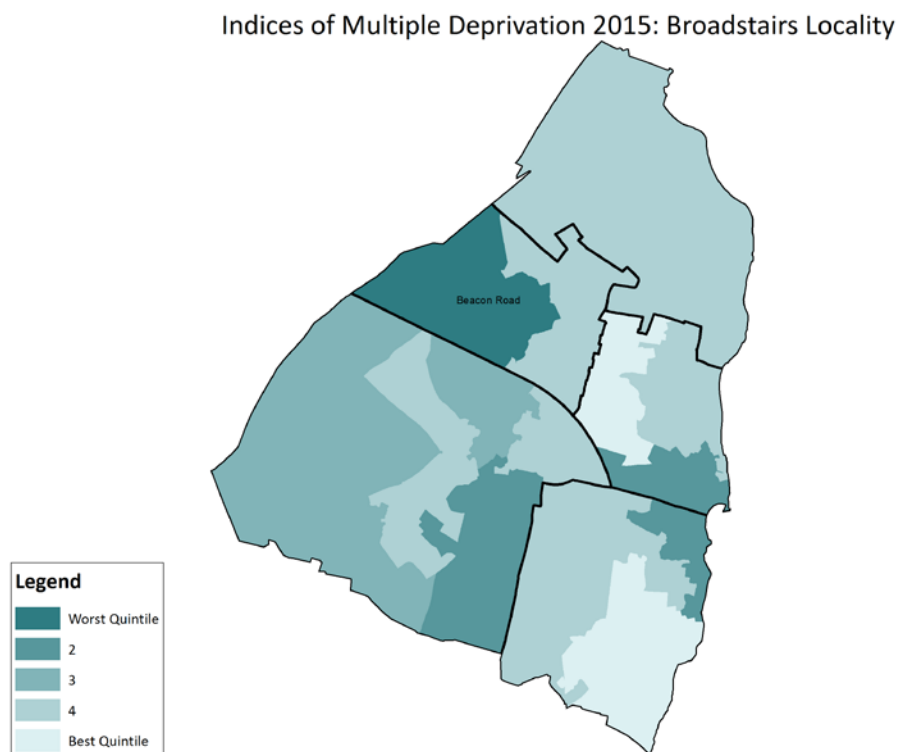 Indices of Multiple Deprivation 2015: Broadstairs Locality
Beacon Road
Legend
Worst Quintile
2
3
4
Best Quintile